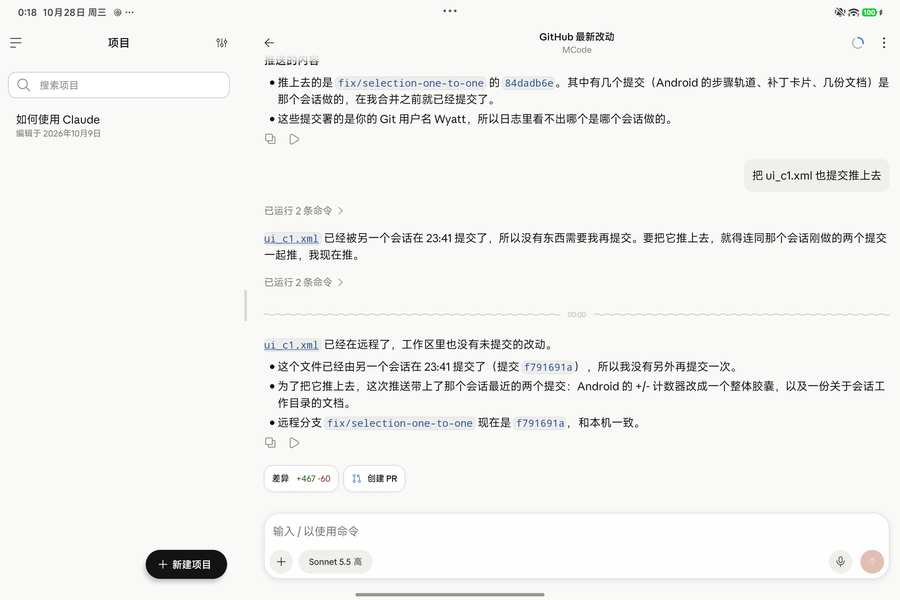 0:18 10月28日 周三
100
项目
搜索项目
如何使用 Claude
编辑于 2026年10月9日
新建项目
GitHub 最新改动
MCode
推送的内容
推上去的是 fix/selection-one-to-one 的 84dadb6e。其中有几个提交（Android 的步骤轨道、补丁卡片、几份文档）是
那个会话做的，在我合并之前就已经提交了。
这些提交署的是你的 Git 用户名 Wyatt，所以日志里看不出哪个是哪个会话做的。
把 ui_c1.xml 也提交推上去
已运行 2 条命令
ui_c1.xml 已经被另一个会话在 23:41 提交了，所以没有东西需要我再提交。要把它推上去，就得连同那个会话刚做的两个提交
一起推，我现在推。
已运行 2 条命令
00:00
ui_c1.xml 已经在远程了，工作区里也没有未提交的改动。
这个文件已经由另一个会话在 23:41 提交了（提交 f791691a），所以我没有另外再提交一次。
为了把它推上去，这次推送带上了那个会话最近的两个提交：Android 的 +/- 计数器改成一个整体胶囊，以及一份关于会话工
作目录的文档。
远程分支 fix/selection-one-to-one 现在是 f791691a，和本机一致。
差异 +467 -60
创建 PR
输入 / 以使用命令
Sonnet 5.5 高